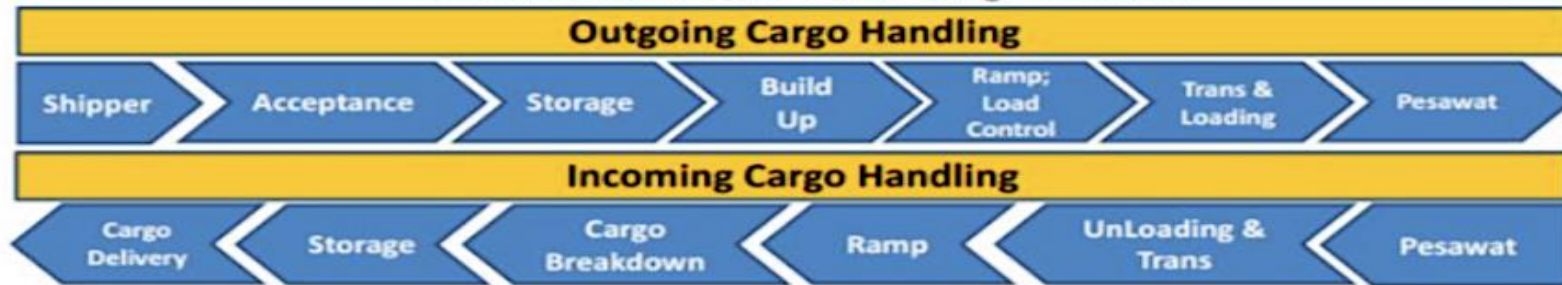 Outgoing Cargo Handling
Shipper
Acceptance
Storage
Build
Up
Ramp;
Load
Control
Trans &
Loading
Pesawat
Incoming Cargo Handling
Cargo
Delivery
Storage
Cargo
Breakdown
Ramp
UnLoading &
Trans
Pesawat